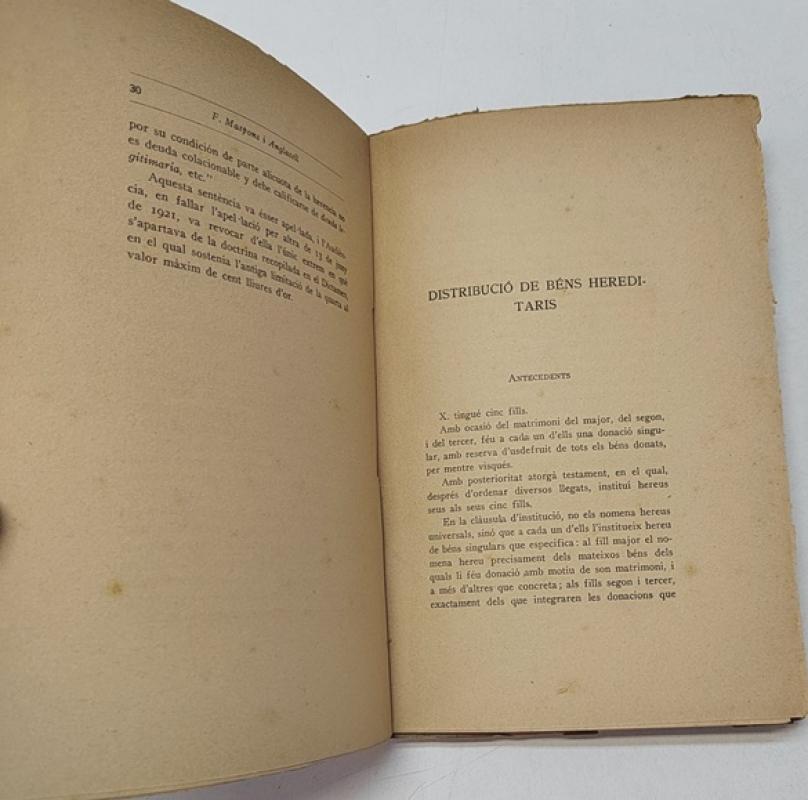 30
F. Maspons i Anglasell
por su condición de parte alicuota de la herencia no
es deuda colacionable y debe calificarse de deuda le-
gitimaria, etc."
Aquesta sentència va ésser apel·lada, i l'Audièn-
cia, en fallar l'apel·lació per altra de 13 de juny
de 1921, va revocar d'ella l'únic extrem en què
s'apartava de la doctrina recopilada en el Dictamen,
en el qual sostenia l'antiga limitació de la quarta al
valor màxim de cent lliures d'or.
DISTRIBUCIÓ DE BÉNS HEREDI-
TARIS
Antecedents
X. tingué cinc fills.
Amb ocasió del matrimoni del major, del segon,
i del tercer, féu a cada un d'ells una donació singu-
lar, amb reserva d'usdefruit de tots els béns donats,
per mentre visqués.
Amb posterioritat atorgà testament, en el qual,
després d'ordenar diversos llegats, instituí hereus
seus als seus cinc fills.
En la clàusula d'institució, no els nomena hereus
universals, sinó que a cada un d'ells l'institueix hereu
de béns singulars que especifica: al fill major el no-
mena hereu precisament dels mateixos béns dels
quals li féu donació amb motiu de son matrimoni, i
a més d'altres que concreta; als fills segon i tercer,
exactament dels que integraren les donacions que